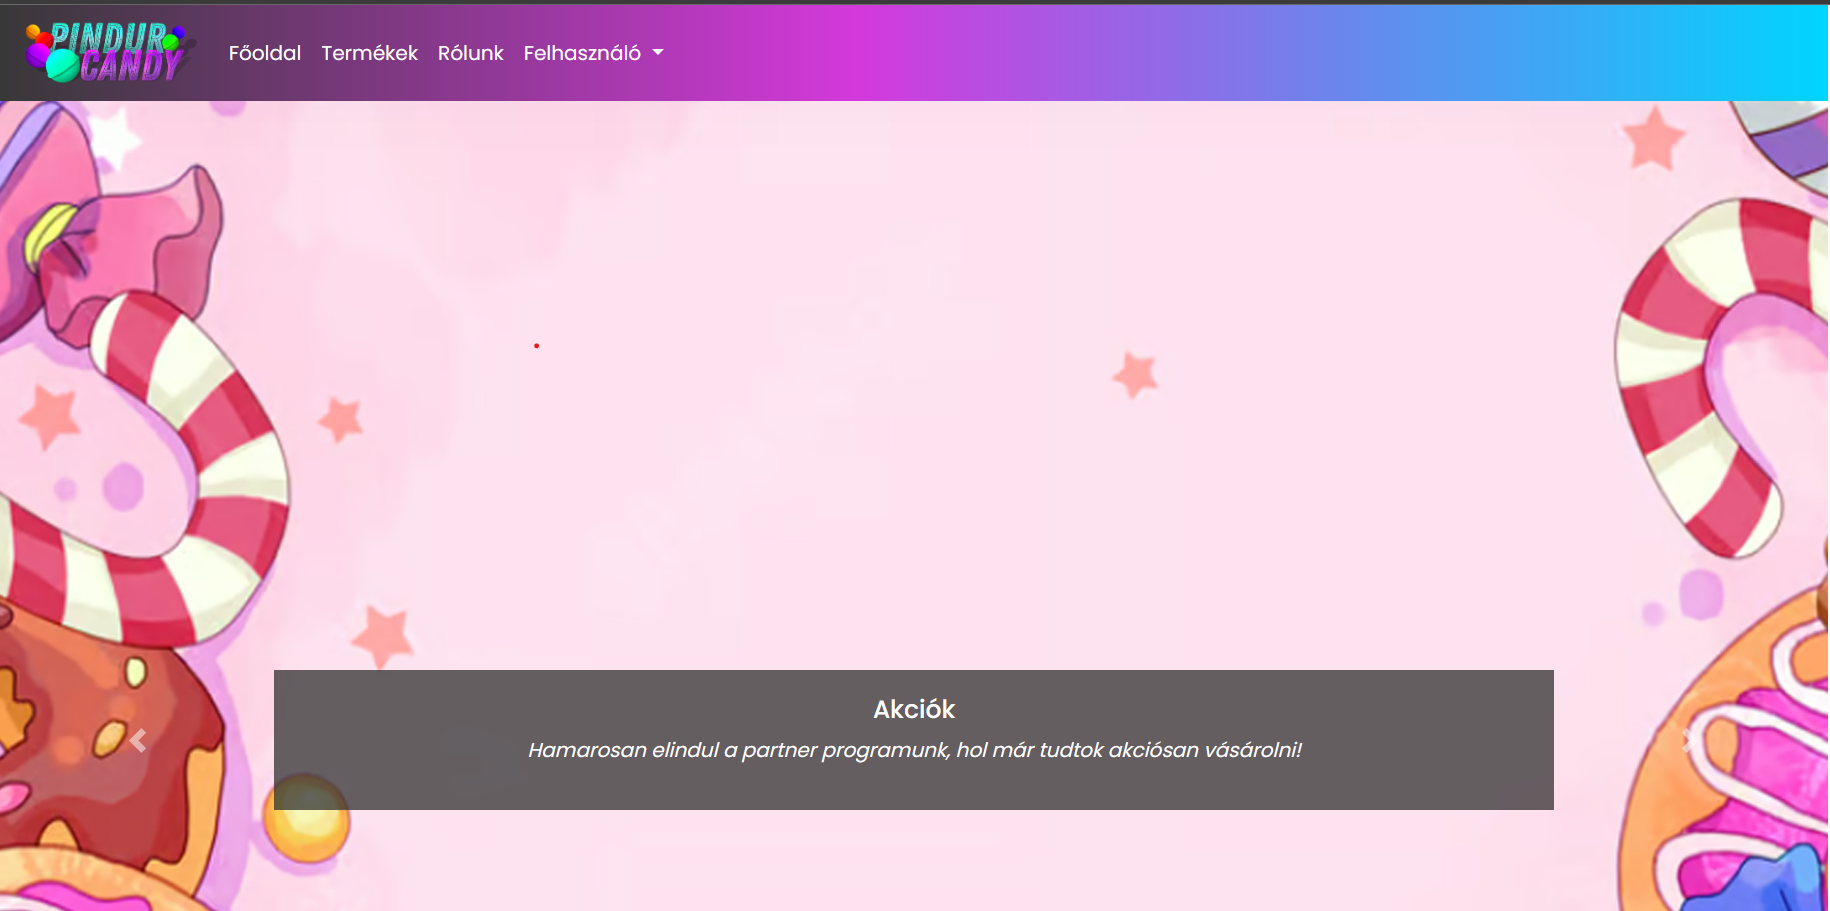 PINDUR
CANDY
Főoldal Termékek Rólunk Felhasználó
Akciók
Hamarosan elindul a partner programunk, hol már tudtok akciósan vásárolni!